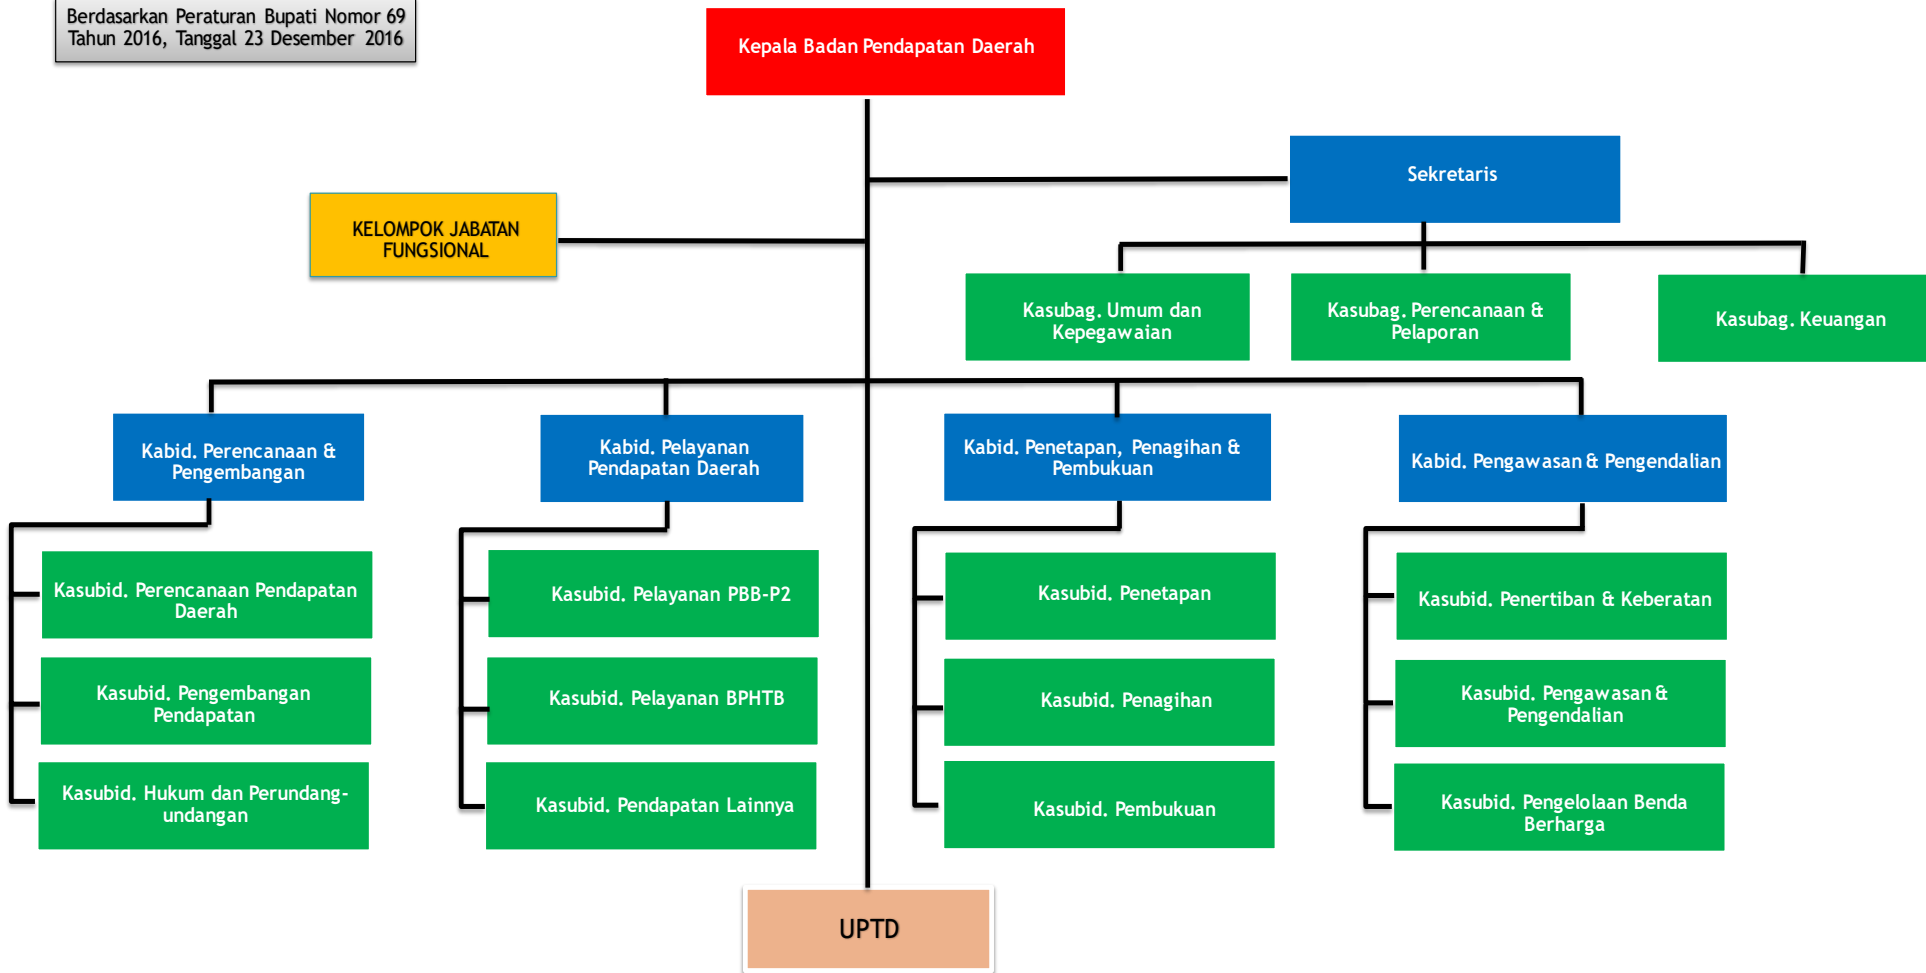 Berdasarkan Peraturan Bupati Nomor 69
Tahun 2016, Tanggal 23 Desember 2016
Kepala Badan Pendapatan Daerah
Sekretaris
KELOMPOK JABATAN
FUNGSIONAL
Kasubag. Umum dan
Kepegawaian
Kasubag. Perencanaan &
Pelaporan
Kasubag. Keuangan
Kabid. Perencanaan &
Pengembangan
Kabid. Pelayanan
Pendapatan Daerah
Kabid. Penetapan, Penagihan &
Pembukuan
Kabid. Pengawasan & Pengendalian
Kasubid. Perencanaan Pendapatan
Daerah
Kasubid. Pelayanan PBB-P2
Kasubid. Penetapan
Kasubid. Penertiban & Keberatan
Kasubid. Pengembangan
Pendapatan
Kasubid. Pelayanan BPHTB
Kasubid. Penagihan
Kasubid. Pengawasan &
Pengendalian
Kasubid. Hukum dan Perundang-
undangan
Kasubid. Pendapatan Lainnya
Kasubid. Pembukuan
Kasubid. Pengelolaan Benda
Berharga
UPTD